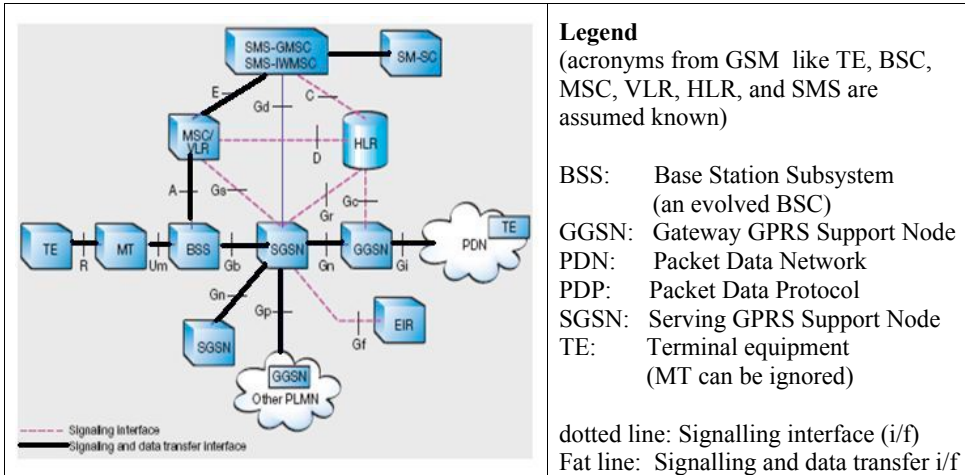 SMS-GMSC
SMS-IWMSC
SM-SC
E
Gd
C
MSC/
VLR
D
HLR
A
Gs
Gr
Gc
TE
MT
BSS
SGSN
GGSN
PDN
TE
R
Um
Gb
Gn
Gi
Gn
Gp
SGSN
Gf
EIR
GGSN
Other PLMN
Signaling interface
Signaling and data transfer interface
Legend
(acronyms from GSM like TE, BSC,
MSC, VLR, HLR, and SMS are
assumed known)
BSS: Base Station Subsystem
(an evolved BSC)
GGSN: Gateway GPRS Support Node
PDN: Packet Data Network
PDP: Packet Data Protocol
SGSN: Serving GPRS Support Node
TE: Terminal equipment
(MT can be ignored)
dotted line: Signalling interface (i/f)
Fat line: Signalling and data transfer i/f